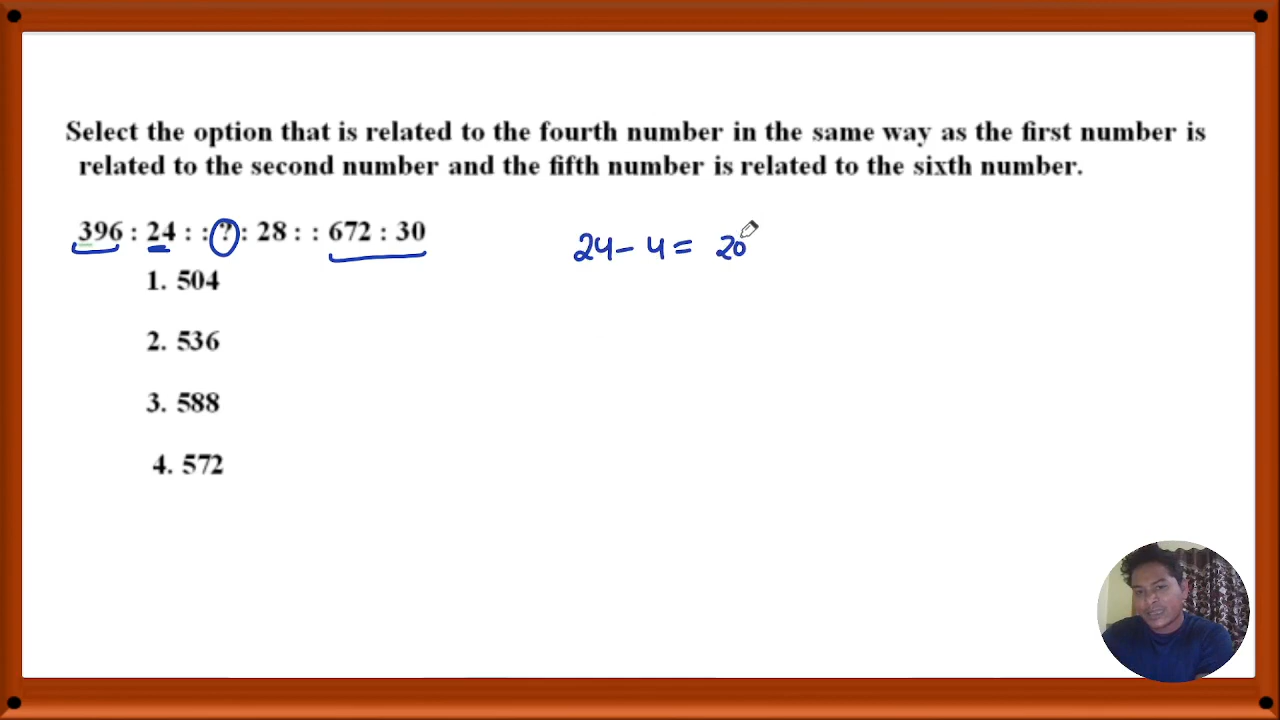 Select the option that is related to the fourth number in the same way as the first number is
related to the second number and the fifth number is related to the sixth number.
396 : 24 : : ? : 28 : : 672 : 30
24 - 4 = 20
1. 504
2. 536
3. 588
4. 572